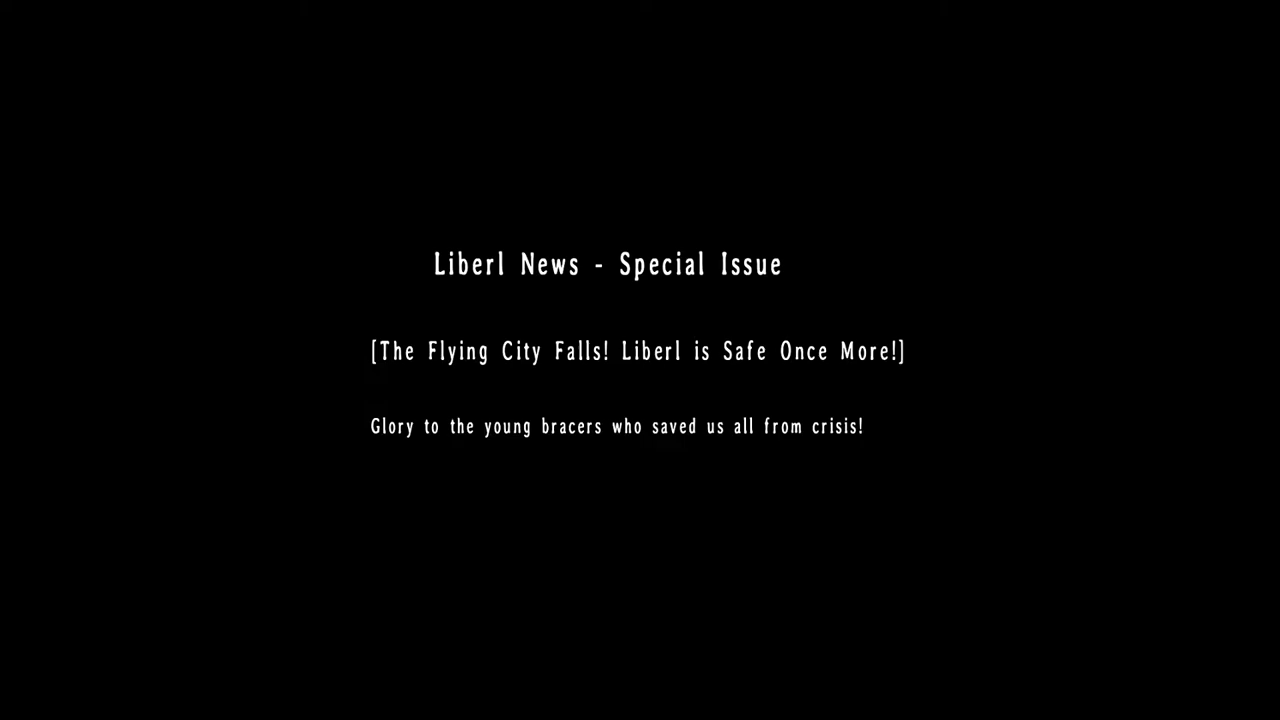 Liberl News - Special Issue
[The Flying City Falls! Liberl is Safe Once More!]
Glory to the young bracers who saved us all from crisis!